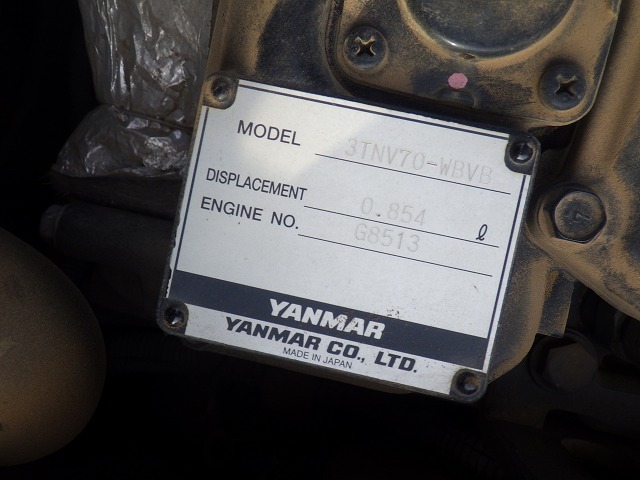 MODEL 3TNV70-WBVB
DISPLACEMENT 0.854 ℓ
ENGINE NO. G8513
YANMAR
YANMAR CO., LTD.
MADE IN JAPAN